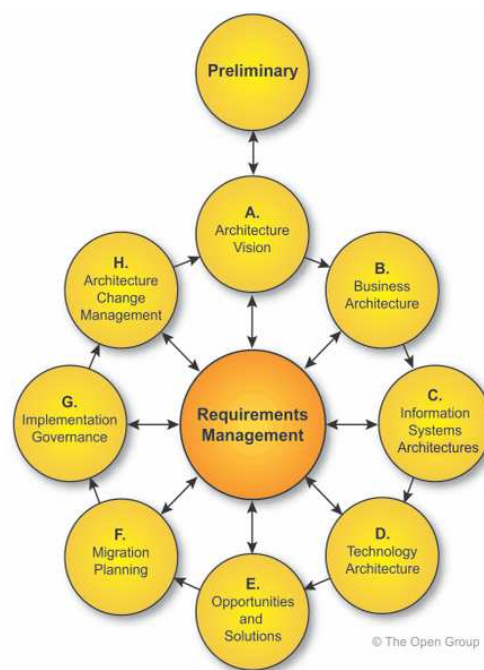 Preliminary
A.
Architecture
Vision
B.
Business
Architecture
C.
Information
Systems
Architectures
D.
Technology
Architecture
E.
Opportunities
and
Solutions
F.
Migration
Planning
G.
Implementation
Governance
H.
Architecture
Change
Management
Requirements
Management
© The Open Group